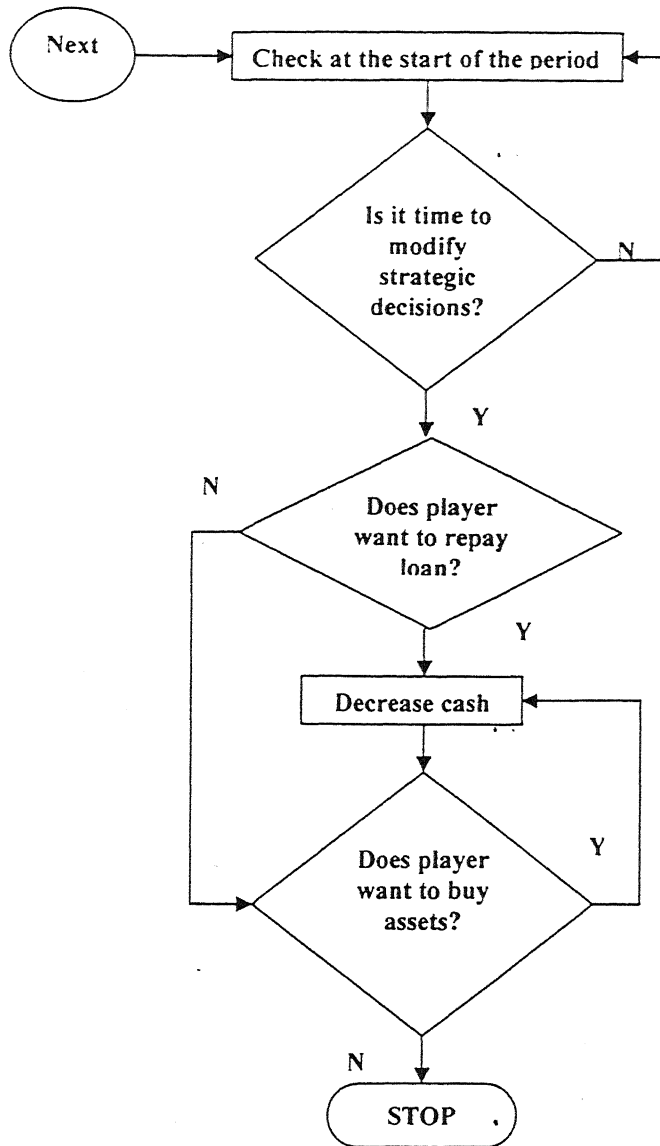 Next
Check at the start of the period
Is it time to
modify
strategic
decisions?
N
Y
N
Does player
want to repay
loan?
Y
Decrease cash
Does player
want to buy
assets?
Y
N
STOP